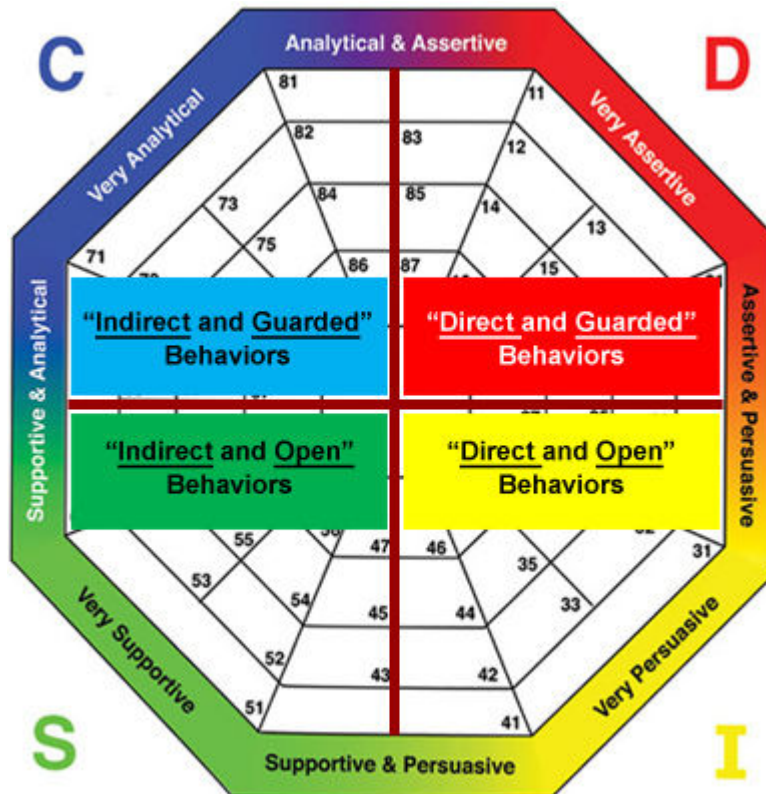 C
Analytical & Assertive
D
Very Analytical
Very Assertive
81
11
82
83
12
84
85
14
73
13
75
15
71
86
87
Supportive & Analytical
Assertive & Persuasive
“Indirect and Guarded”
Behaviors
“Direct and Guarded”
Behaviors
“Indirect and Open”
Behaviors
“Direct and Open”
Behaviors
55
47
46
35
31
53
54
45
44
33
52
43
42
51
41
Very Supportive
Very Persuasive
S
Supportive & Persuasive
I